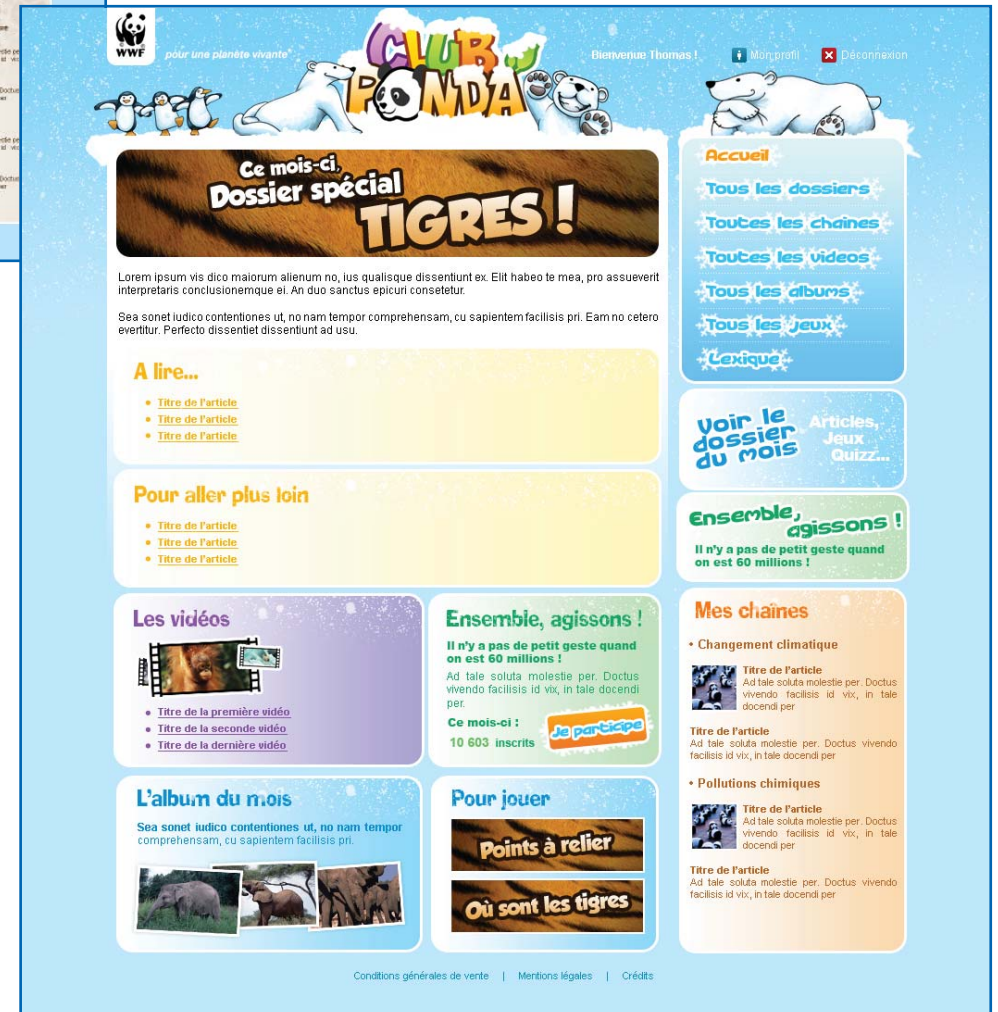 WWF
pour une planète vivante®
CLUB
PANDA
Bienvenue Thomas !
Mon profil
Déconnexion
Ce mois-ci,
Dossier spécial
TIGRES !
Lorem ipsum vis dico maiorum alienum no, ius qualisque dissentiunt ex. Elit habeo te mea, pro assueverit
interpretaris conclusionemque ei. An duo sanctus epicuri consetetur.
Sea sonet iudico contentiones ut, no nam tempor comprehensam, cu sapientem facilisis pri. Eam no cetero
evertitur. Perfecto dissentiet dissentiunt ad usu.
A lire...
Titre de l'article
Titre de l'article
Titre de l'article
Pour aller plus loin
Titre de l'article
Titre de l'article
Titre de l'article
Les vidéos
Titre de la première vidéo
Titre de la seconde vidéo
Titre de la dernière vidéo
Ensemble, agissons !
Il n'y a pas de petit geste quand
on est 60 millions !
Ad tale soluta molestie per. Doctus
vivendo facilisis id vix, in tale docendi
per.
Ce mois-ci :
10 603 inscrits
Je participe
L'album du mois
Sea sonet iudico contentiones ut, no nam tempor
comprehensam, cu sapientem facilisis pri.
Pour jouer
Points à relier
Où sont les tigres
Accueil
Tous les dossiers
Toutes les chaînes
Toutes les videos
Tous les albums
Tous les jeux
Lexique
Voir le
dossier
du mois
Articles,
Jeux
Quizz...
Ensemble,
agissons !
Il n'y a pas de petit geste quand
on est 60 millions !
Mes chaînes
Changement climatique
Titre de l'article
Ad tale soluta molestie per. Doctus
vivendo facilisis id vix, in tale
docendi per
Titre de l'article
Ad tale soluta molestie per. Doctus vivendo
facilisis id vix, in tale docendi per
Pollutions chimiques
Titre de l'article
Ad tale soluta molestie per. Doctus
vivendo facilisis id vix, in tale
docendi per
Titre de l'article
Ad tale soluta molestie per. Doctus vivendo
facilisis id vix, in tale docendi per
Conditions générales de vente | Mentions légales | Crédits